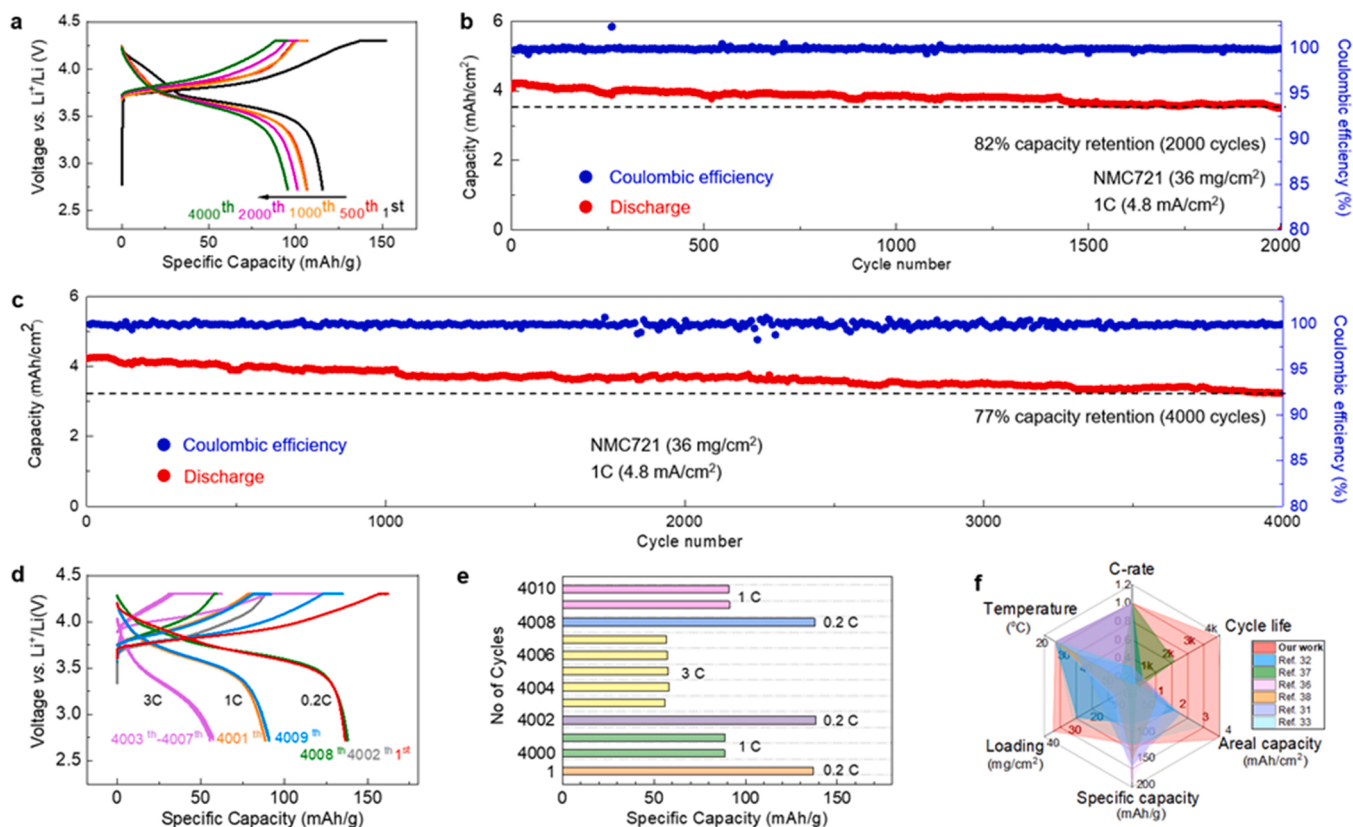 a
4.5
4.0
3.5
3.0
2.5
Voltage vs. Li⁺/Li (V)
4000ᵗʰ 2000ᵗʰ 1000ᵗʰ 500ᵗʰ 1st
0 50 100 150
Specific Capacity (mAh/g)
b
6
4
2
0
Capacity (mAh/cm²)
100
95
90
85
80
Coulombic efficiency (%)
82% capacity retention (2000 cycles)
Coulombic efficiency
Discharge
NMC721 (36 mg/cm²)
1C (4.8 mA/cm²)
0 500 1000 1500 2000
Cycle number
c
6
4
2
0
Capacity (mAh/cm²)
100
95
90
85
80
Coulombic efficiency (%)
77% capacity retention (4000 cycles)
Coulombic efficiency
Discharge
NMC721 (36 mg/cm²)
1C (4.8 mA/cm²)
0 1000 2000 3000 4000
Cycle number
d
4.5
4.0
3.5
3.0
2.5
Voltage vs. Li⁺/Li(V)
3C 1C 0.2C
4003ᵗʰ-4007ᵗʰ 4001ᵗʰ 4009ᵗʰ
4008ᵗʰ 4002ᵗʰ 1st
0 50 100 150
Specific Capacity (mAh/g)
e
No of Cycles
4010
4008
4006
4004
4002
4000
1
1 C
0.2 C
3 C
0.2 C
1 C
0.2 C
0 50 100 150
Specific Capacity (mAh/g)
f
C-rate
1.2
1.0
0.8
0.6
Temperature
(°C)
20
30
Cycle life
4k
3k
2k
1k
Our work
Ref. 32
Ref. 37
Ref. 36
Ref. 38
Ref. 31
Ref. 33
1
2
3
4
Areal capacity
(mAh/cm²)
Loading
(mg/cm²)
20
30
40
100
150
200
Specific capacity
(mAh/g)